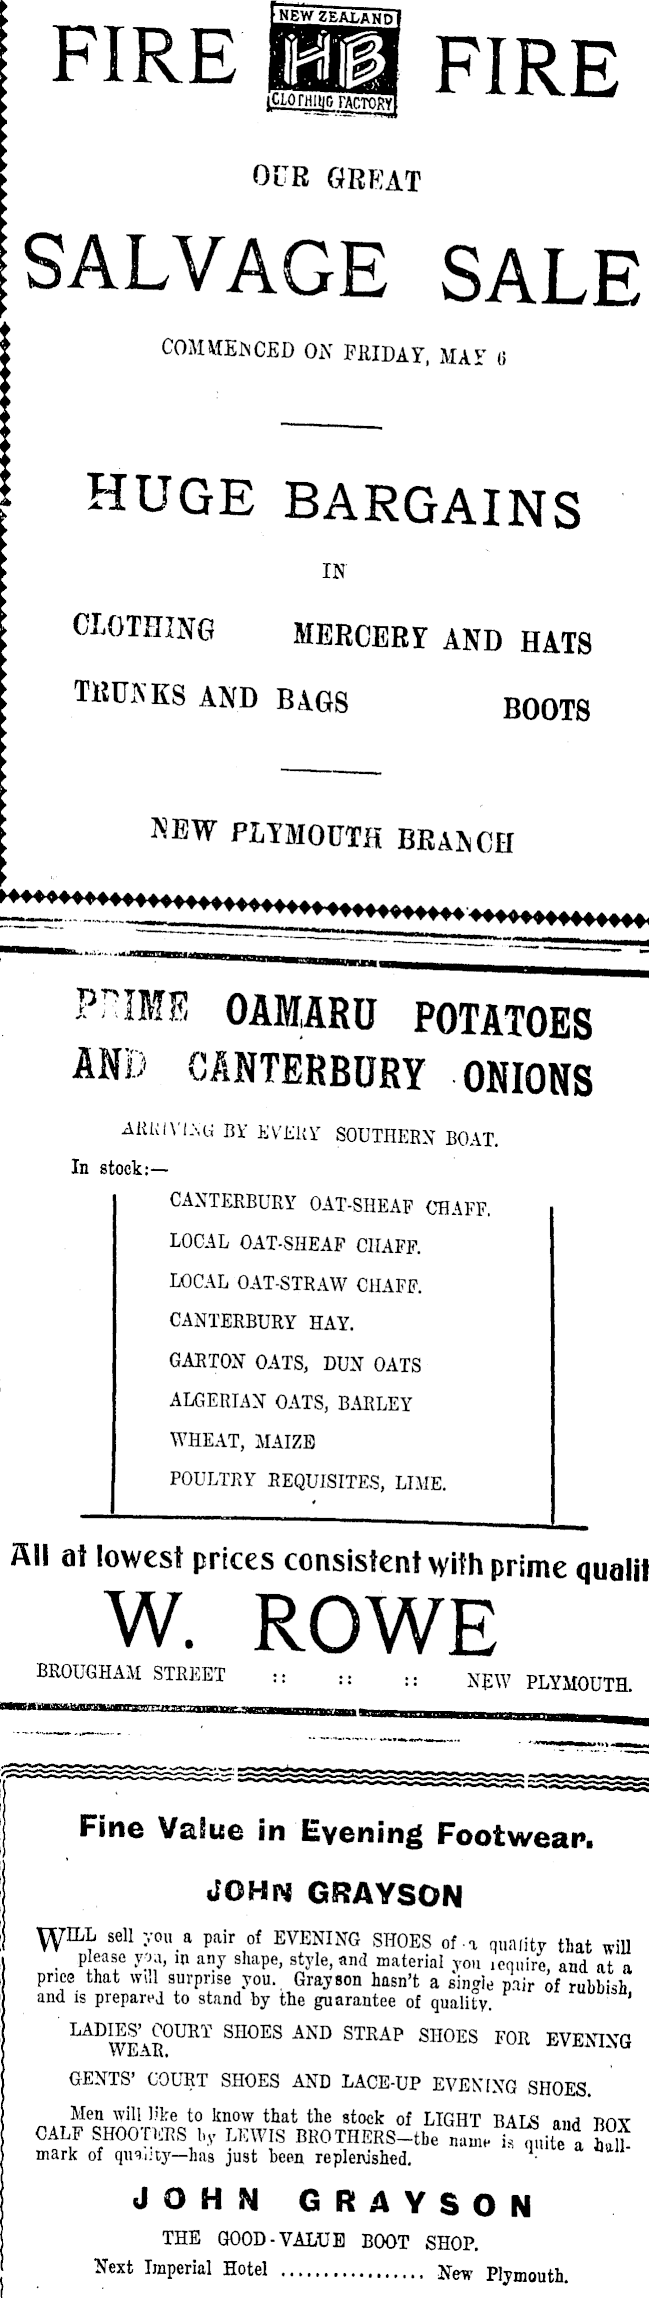 FIRE NEW ZEALAND HB CLOTHING FACTORY FIRE
OUR GREAT
SALVAGE SALE
COMMENCED ON FRIDAY, MAY 6
HUGE BARGAINS
IN
CLOTHING MERCERY AND HATS
TRUNKS AND BAGS BOOTS
NEW PLYMOUTH BRANCH
PRIME OAMARU POTATOES
AND CANTERBURY ONIONS
ARRIVING BY EVERY SOUTHERN BOAT.
In stock:—
CANTERBURY OAT-SHEAF CHAFF.
LOCAL OAT-SHEAF CHAFF.
LOCAL OAT-STRAW CHAFF.
CANTERBURY HAY.
GARTON OATS, DUN OATS
ALGERIAN OATS, BARLEY
WHEAT, MAIZE
POULTRY REQUISITES, LIME.
All at lowest prices consistent with prime qualit
W. ROWE
BROUGHAM STREET :: :: :: NEW PLYMOUTH.
Fine Value in Evening Footwear.
JOHN GRAYSON
WILL sell you a pair of EVENING SHOES of a quality that will
please you, in any shape, style, and material you require, and at a
price that will surprise you. Grayson hasn't a single pair of rubbish,
and is prepared to stand by the guarantee of quality.
LADIES' COURT SHOES AND STRAP SHOES FOR EVENING
WEAR.
GENTS' COURT SHOES AND LACE-UP EVENING SHOES.
Men will like to know that the stock of LIGHT BALS and BOX
CALF SHOOTERS by LEWIS BROTHERS—the name is quite a hall-
mark of quality—has just been replenished.
JOHN GRAYSON
THE GOOD-VALUE BOOT SHOP.
Next Imperial Hotel ................. New Plymouth.